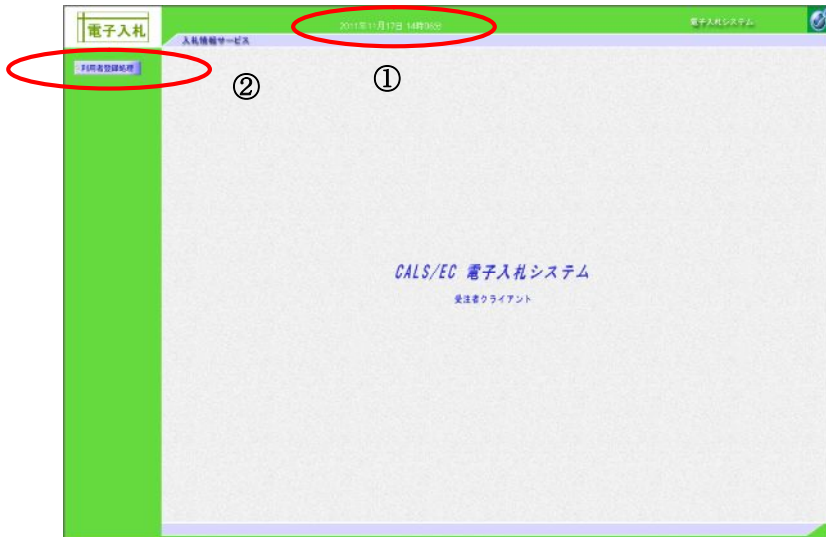 電子入札
2011年11月17日 14時06分
電子入札システム
入札情報サービス
利用者登録処理
②
①
CALS/EC 電子入札システム
受注者クライアント